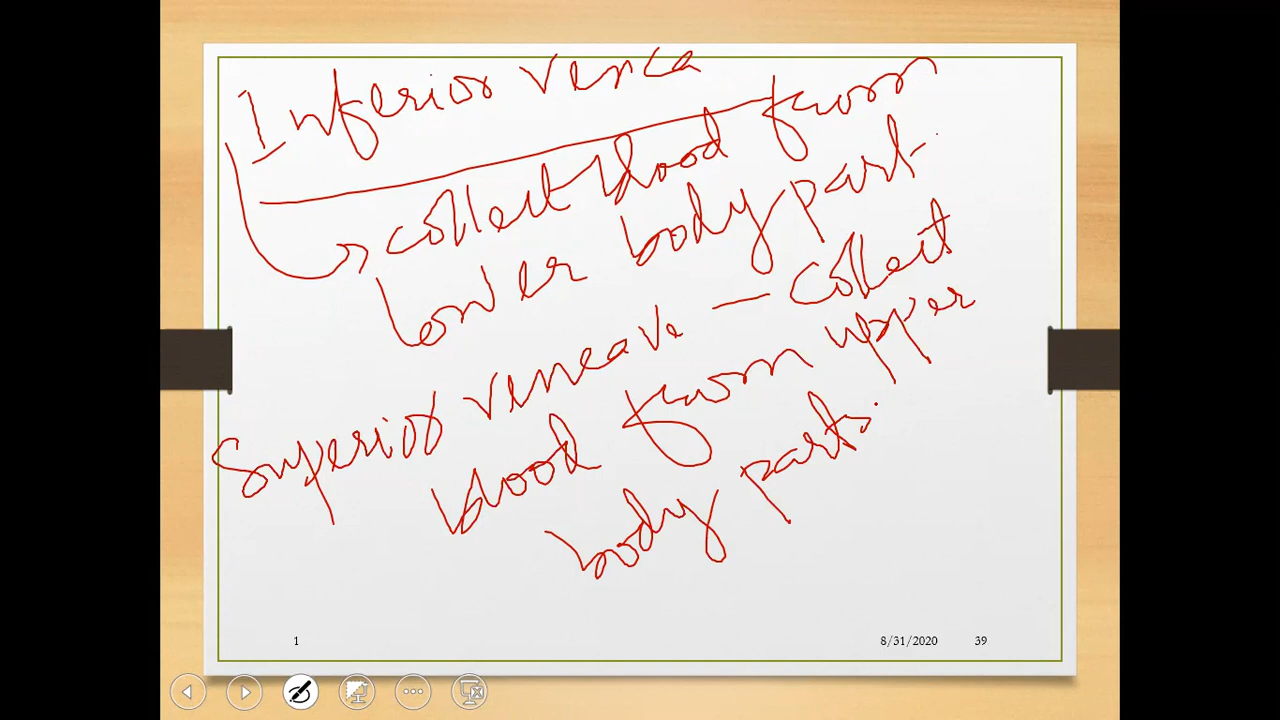 Inferior venca
collect blood from
lower body part
Superior veneave - Collect
blood from upper
body parts.
1
8/31/2020 39